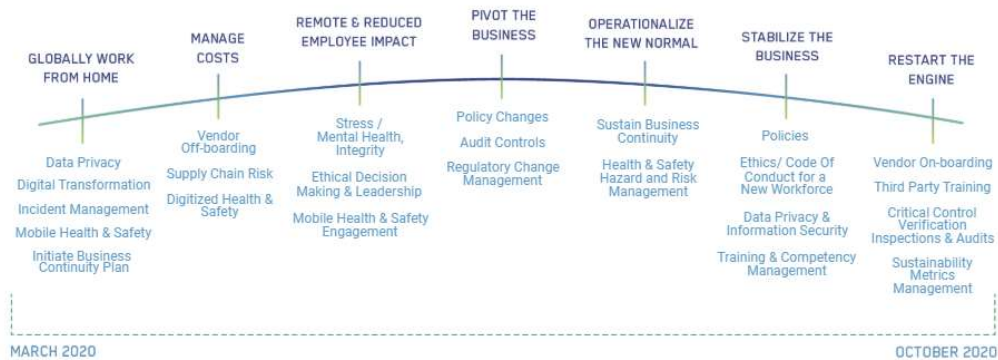 GLOBALLY WORK
FROM HOME
Data Privacy
Digital Transformation
Incident Management
Mobile Health & Safety
Initiate Business
Continuity Plan
MANAGE
COSTS
Vendor
Off-boarding
Supply Chain Risk
Digitized Health &
Safety
REMOTE & REDUCED
EMPLOYEE IMPACT
Stress /
Mental Health,
Integrity
Ethical Decision
Making & Leadership
Mobile Health & Safety
Engagement
PIVOT THE
BUSINESS
Policy Changes
Audit Controls
Regulatory Change
Management
OPERATIONALIZE
THE NEW NORMAL
Sustain Business
Continuity
Health & Safety
Hazard and Risk
Management
STABILIZE THE
BUSINESS
Policies
Ethics/ Code Of
Conduct for a
New Workforce
Data Privacy &
Information Security
Training & Competency
Management
RESTART THE
ENGINE
Vendor On-boarding
Third Party Training
Critical Control
Verification
Inspections & Audits
Sustainability
Metrics
Management
MARCH 2020
OCTOBER 2020